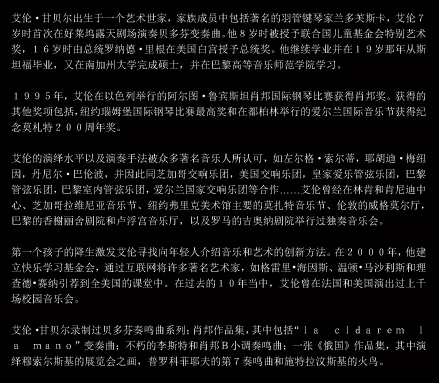 艾伦·甘贝尔出生于一个艺术世家，家族成员中包括著名的羽管键琴家兰多芙斯卡，艾伦７
岁时首次在好莱坞露天剧场演奏贝多芬变奏曲。他８岁时被授予联合国儿童基金会特别艺术
奖，１６岁时由总统罗纳德·里根在美国白宫授予总统奖。他继续学业并在１９岁那年从斯
坦福毕业，又在南加州大学完成硕士，并在巴黎高等音乐师范学院学习。
１９９５年，艾伦在以色列举行的阿尔图·鲁宾斯坦肖邦国际钢琴比赛获得肖邦奖。获得的
其他奖项包括，纽约瑞姆堡国际钢琴比赛最高奖和在都柏林举行的爱尔兰国际音乐节获得纪
念莫札特２００周年奖。
艾伦的演绎水平以及演奏手法被众多著名音乐人所认可，如左尔格·索尔蒂，耶胡迪·梅纽
因，丹尼尔·巴伦波，并因此同芝加哥交响乐团，美国交响乐团，皇家爱乐管弦乐团，巴黎
管弦乐团，巴黎室内管弦乐团，爱尔兰国家交响乐团等合作……艾伦曾经在林肯和肯尼迪中
心、芝加哥拉维尼亚音乐节、纽约弗里克美术馆主要的莫扎特音乐节、伦敦的威格莫尔厅，
巴黎的香榭丽舍剧院和卢浮宫音乐厅，以及罗马的吉奥纳剧院举行过独奏音乐会。
第一个孩子的降生激发艾伦寻找向年轻人介绍音乐和艺术的创新方法。在２０００年，他建
立快乐学习基金会，通过互联网将许多著名艺术家，如格雷里·海因斯、温顿·马沙利斯和理
查德·赛纳引荐到全美国的课堂中。在过去的１０年当中，艾伦曾在法国和美国演出过上千
场校园音乐会。
艾伦·甘贝尔录制过贝多芬奏鸣曲系列；肖邦作品集，其中包括“ｌａ ｃｉｄａｒｅｍ ｌ
ａ ｍａｎｏ”变奏曲；不朽的李斯特和肖邦Ｂ小调奏鸣曲；一张《俄国》作品集，其中演
绎穆索尔斯基的展览会之画，普罗科菲耶夫的第７奏鸣曲和施特拉汶斯基的火鸟。